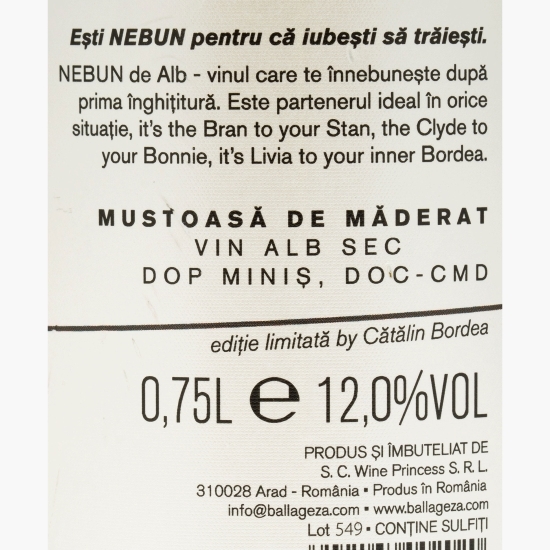 Ești NEBUN pentru că iubești să trăiești.
NEBUN de Alb - vinul care te înnebunește după
prima înghițitură. Este partenerul ideal în orice
situație, it's the Bran to your Stan, the Clyde to
your Bonnie, it's Livia to your inner Bordea.
MUSTOASĂ DE MĂDERAT
VIN ALB SEC
DOP MINIȘ, DOC-CMD
ediție limitată by Cătălin Bordea
0,75L e 12,0%VOL
PRODUS ȘI ÎMBUTELIAT DE
S. C. Wine Princess S. R. L.
310028 Arad - România ▪ Produs în România
info@ballageza.com ▪ www.ballageza.com
Lot 549 ▪ CONȚINE SULFIȚI